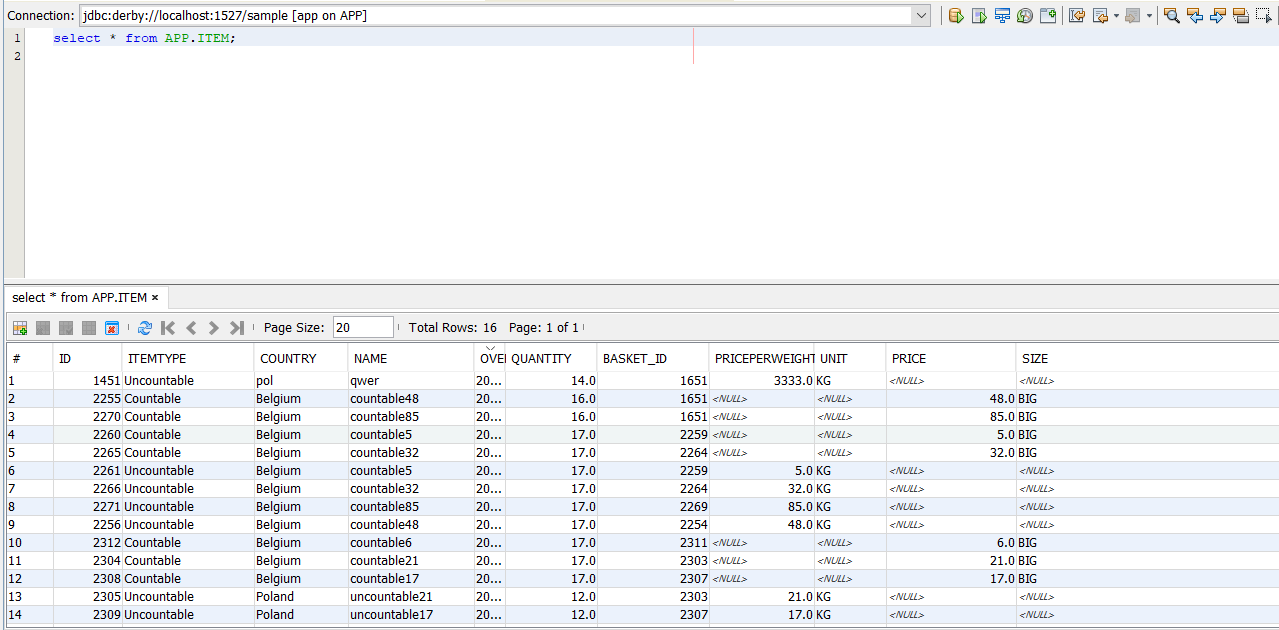 Connection: jdbc:derby://localhost:1527/sample [app on APP]
1 select * from APP.ITEM;
2
select * from APP.ITEM ×
Page Size: 20 Total Rows: 16 Page: 1 of 1
# ID ITEMTYPE COUNTRY NAME OVE QUANTITY BASKET_ID PRICEPERWEIGHT UNIT PRICE SIZE
1 1451 Uncountable pol qwer 20... 14.0 1651 3333.0 KG <NULL> <NULL>
2 2255 Countable Belgium countable48 20... 16.0 1651 <NULL> <NULL> 48.0 BIG
3 2270 Countable Belgium countable85 20... 16.0 1651 <NULL> <NULL> 85.0 BIG
4 2260 Countable Belgium countable5 20... 17.0 2259 <NULL> <NULL> 5.0 BIG
5 2265 Countable Belgium countable32 20... 17.0 2264 <NULL> <NULL> 32.0 BIG
6 2261 Uncountable Belgium countable5 20... 17.0 2259 5.0 KG <NULL> <NULL>
7 2266 Uncountable Belgium countable32 20... 17.0 2264 32.0 KG <NULL> <NULL>
8 2271 Uncountable Belgium countable85 20... 17.0 2269 85.0 KG <NULL> <NULL>
9 2256 Uncountable Belgium countable48 20... 17.0 2254 48.0 KG <NULL> <NULL>
10 2312 Countable Belgium countable6 20... 17.0 2311 <NULL> <NULL> 6.0 BIG
11 2304 Countable Belgium countable21 20... 17.0 2303 <NULL> <NULL> 21.0 BIG
12 2308 Countable Belgium countable17 20... 17.0 2307 <NULL> <NULL> 17.0 BIG
13 2305 Uncountable Poland uncountable21 20... 12.0 2303 21.0 KG <NULL> <NULL>
14 2309 Uncountable Poland uncountable17 20... 12.0 2307 17.0 KG <NULL> <NULL>